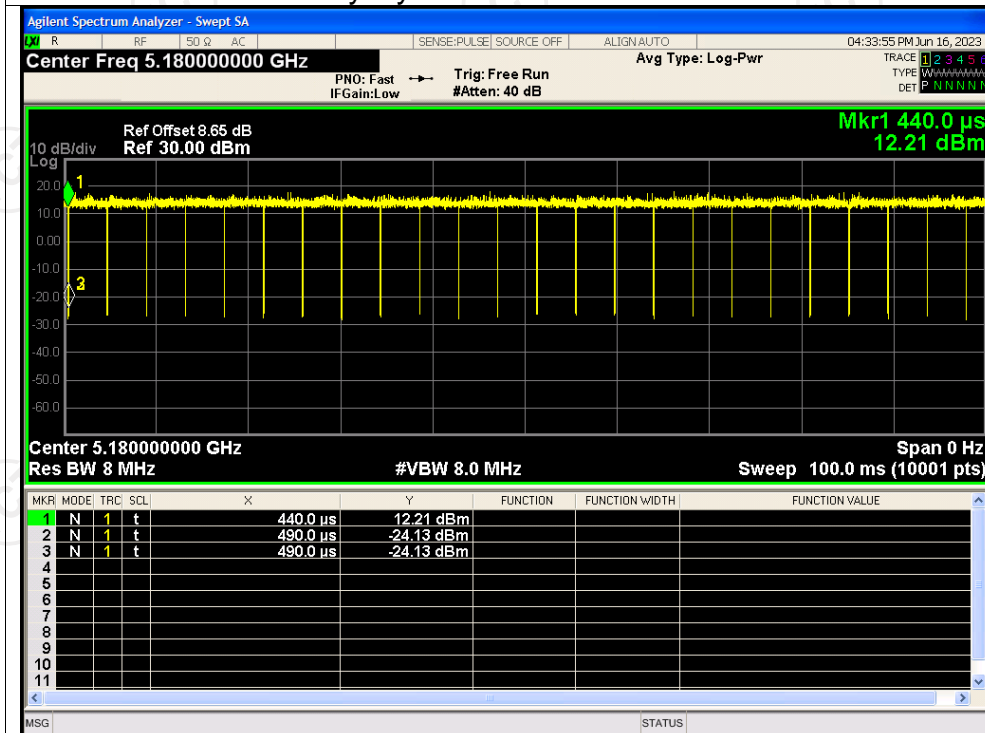 Agilent Spectrum Analyzer - Swept SA
LXI R RF 50 Ω AC SENSE:PULSE SOURCE OFF ALIGN AUTO 04:33:55 PM Jun 16, 2023
Center Freq 5.180000000 GHz
PNO: Fast
IFGain:Low
Trig: Free Run
#Atten: 40 dB
Avg Type: Log-Pwr
TRACE 1 2 3 4 5 6
TYPE W
DET P N N N N
Ref Offset 8.65 dB
10 dB/div Ref 30.00 dBm
Log
Mkr1 440.0 µs
12.21 dBm
20.0
10.0
0.00
-10.0
-20.0
-30.0
-40.0
-50.0
-60.0
1
3
Center 5.180000000 GHz Span 0 Hz
Res BW 8 MHz #VBW 8.0 MHz Sweep 100.0 ms (10001 pts)
MKR MODE TRC SCL X Y FUNCTION FUNCTION WIDTH FUNCTION VALUE
1 N 1 t 440.0 µs 12.21 dBm
2 N 1 t 490.0 µs -24.13 dBm
3 N 1 t 490.0 µs -24.13 dBm
4
5
6
7
8
9
10
11
MSG STATUS